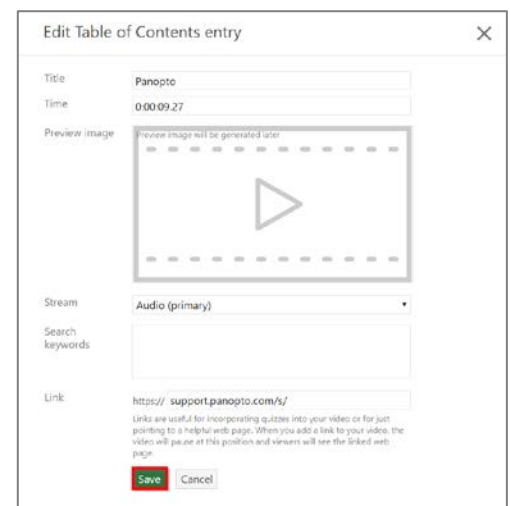 Edit Table of Contents entry
Title Panopto
Time 0:00:09.27
Preview image Preview image will be generated later
Stream Audio (primary)
Search
keywords
Link https:// support.panopto.com/s/
Links are useful for incorporating quizzes into your video or for just
pointing to a helpful web page. When you add a link to your video, the
video will pause at this position and viewers will see the linked web
page.
Save Cancel